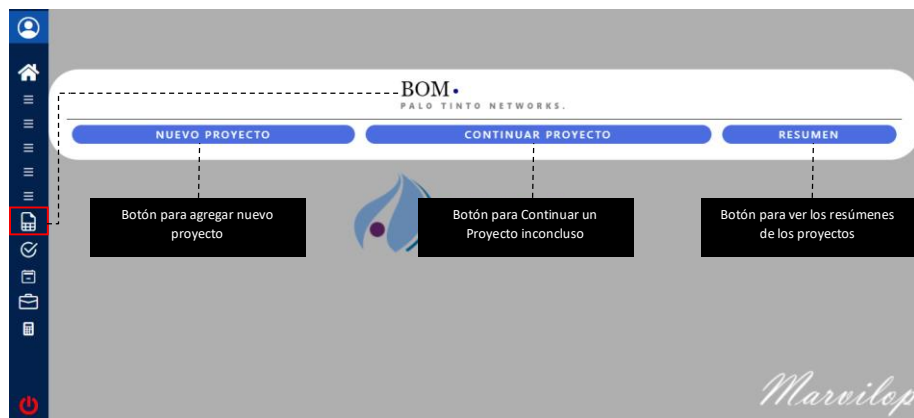 BOM.
PALO TINTO NETWORKS.
NUEVO PROYECTO
CONTINUAR PROYECTO
RESUMEN
Botón para agregar nuevo
proyecto
Botón para Continuar un
Proyecto inconcluso
Botón para ver los resúmenes
de los proyectos